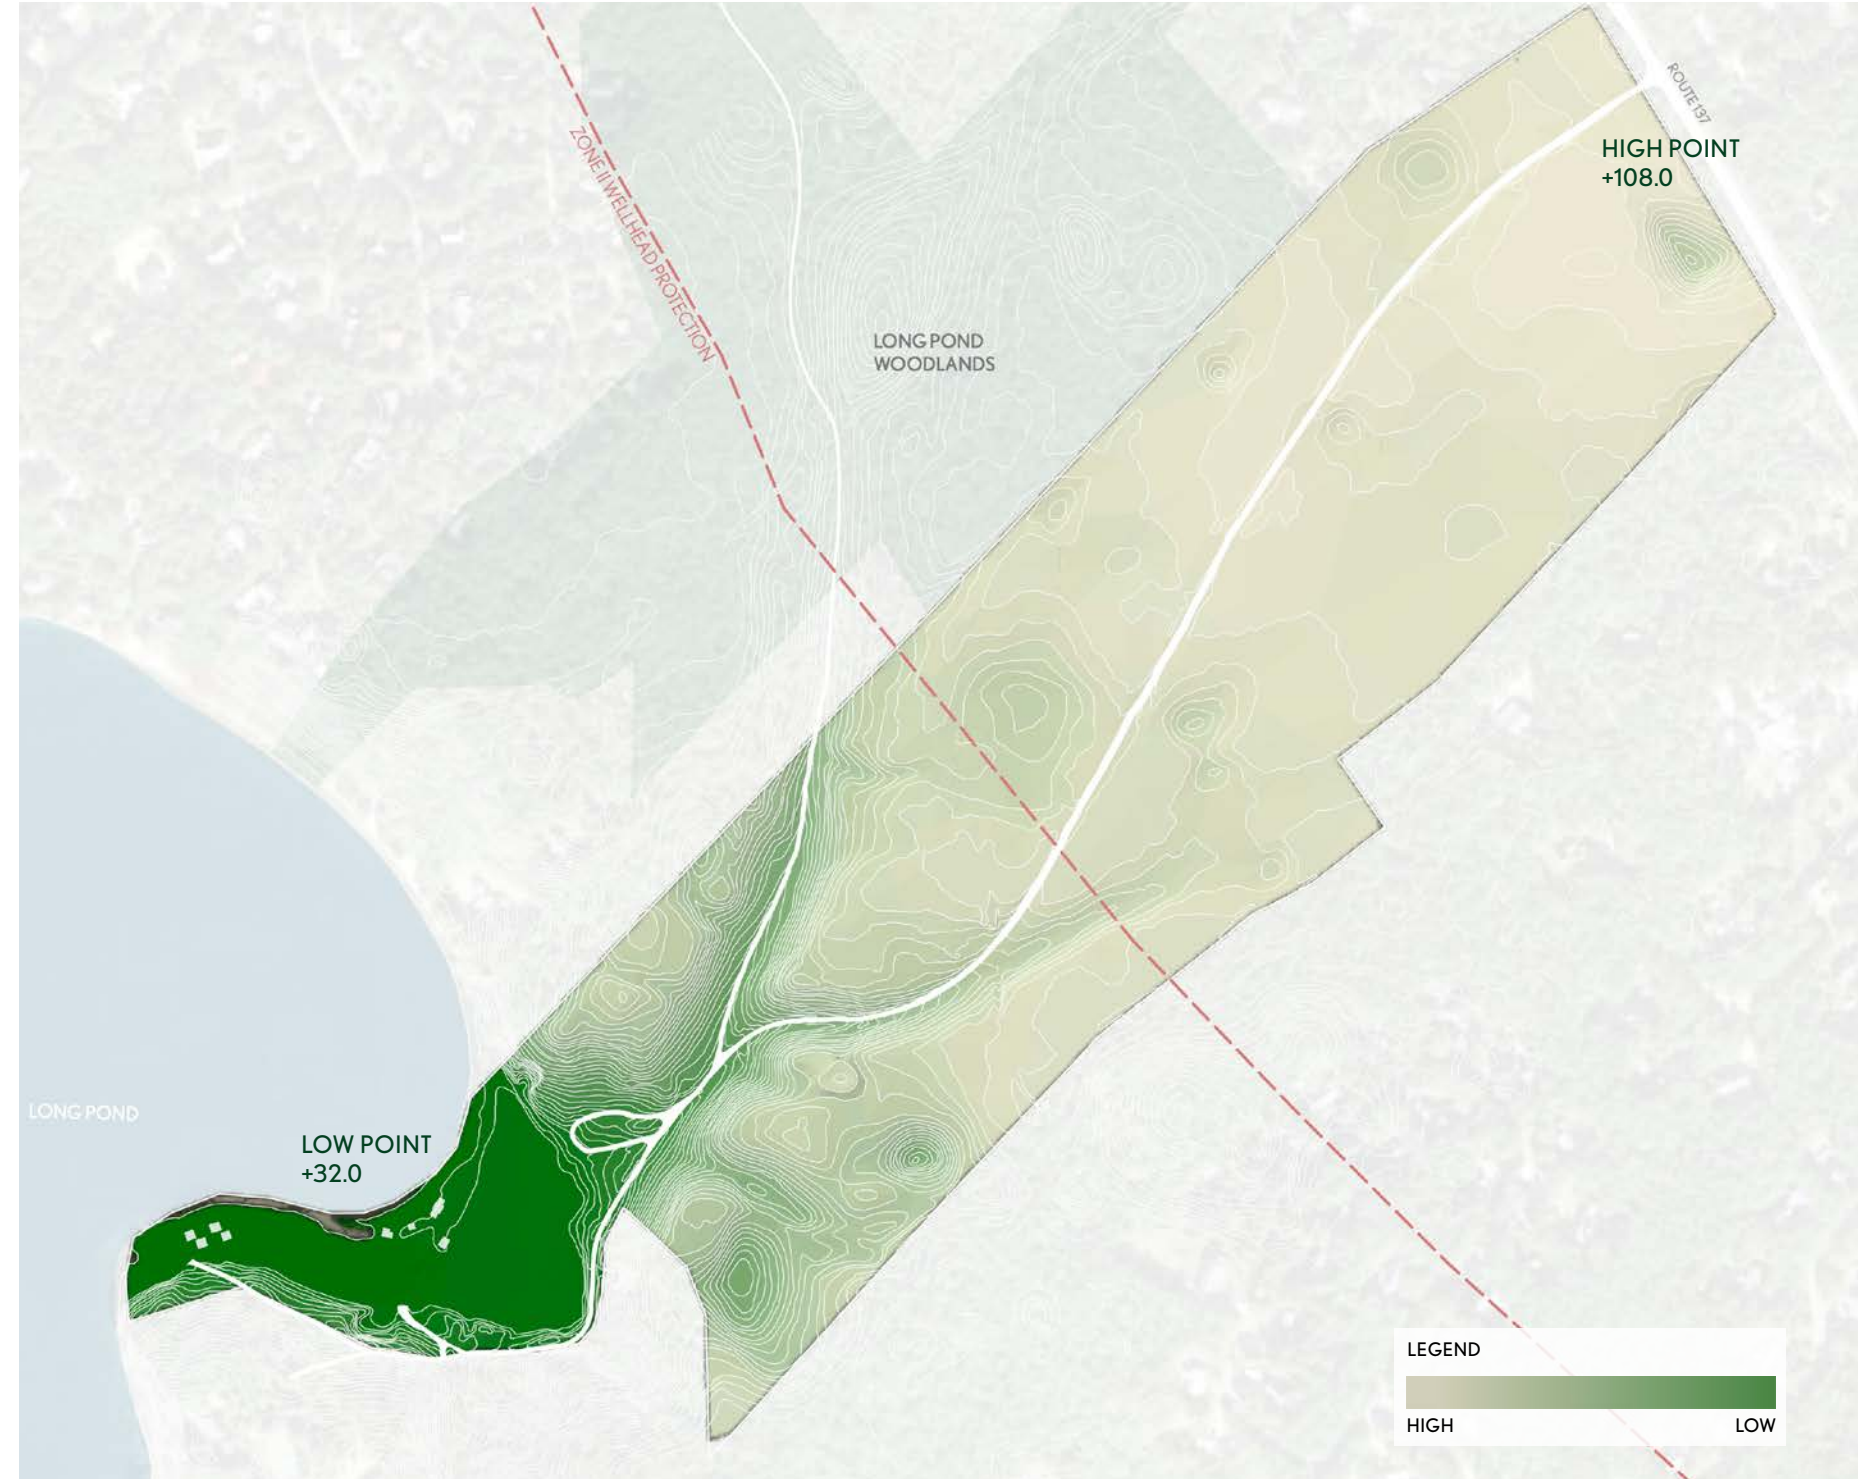 ROUTE 137
HIGH POINT
+108.0
ZONE II WELLHEAD PROTECTION
LONG POND
WOODLANDS
LONG POND
LOW POINT
+32.0
LEGEND
HIGH
LOW